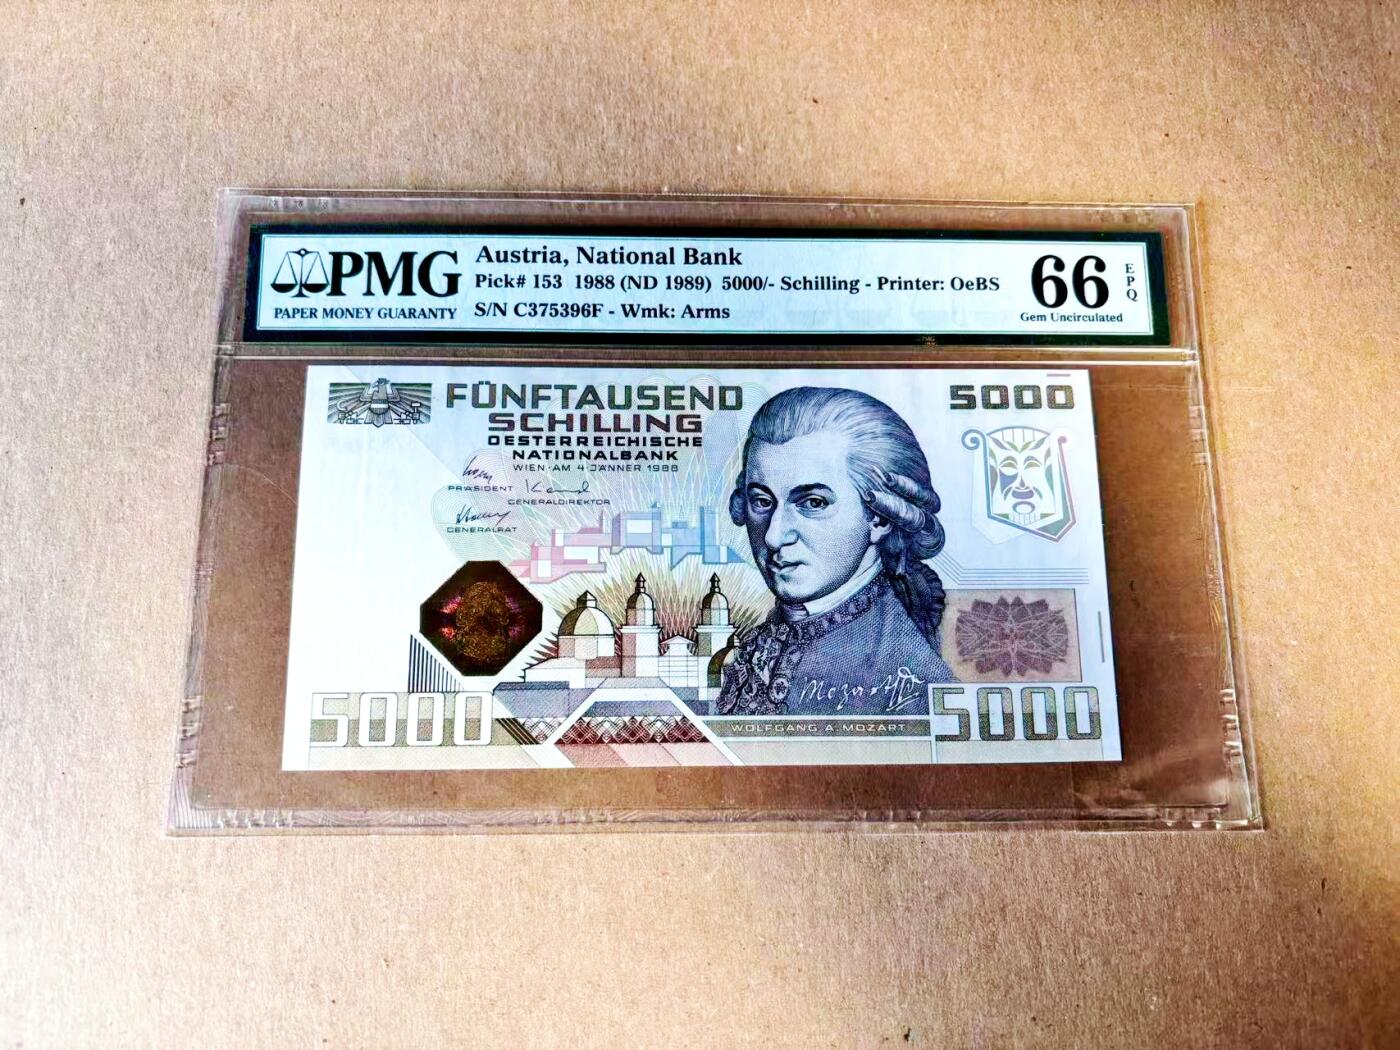 PMG
PAPER MONEY GUARANTY
Austria, National Bank
Pick# 153 1988 (ND 1989) 5000/- Schilling - Printer: OeBS
S/N C375396F - Wmk: Arms
66
EPQ
Gem Uncirculated
FÜNFTAUSEND
SCHILLING
OESTERREICHISCHE
NATIONALBANK
WIEN·AM 4·JÄNNER 1988
PRÄSIDENT
GENERALDIREKTOR
GENERALRAT
5000
Mozart
WOLFGANG A. MOZART
5000
5000